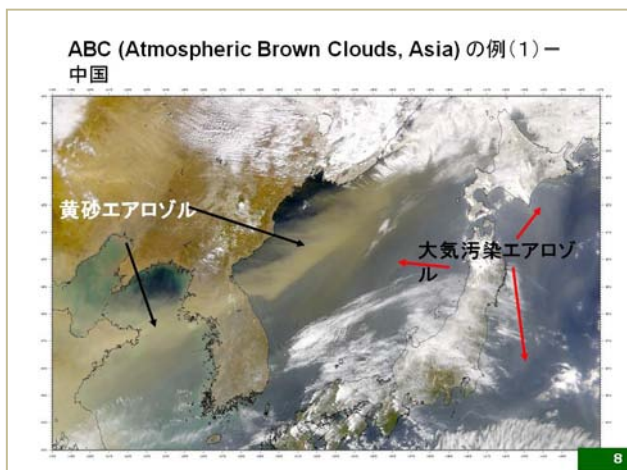 ABC (Atmospheric Brown Clouds, Asia) の例(1)ー
中国
黄砂エアロゾル
大気汚染エアロゾ
ル
8